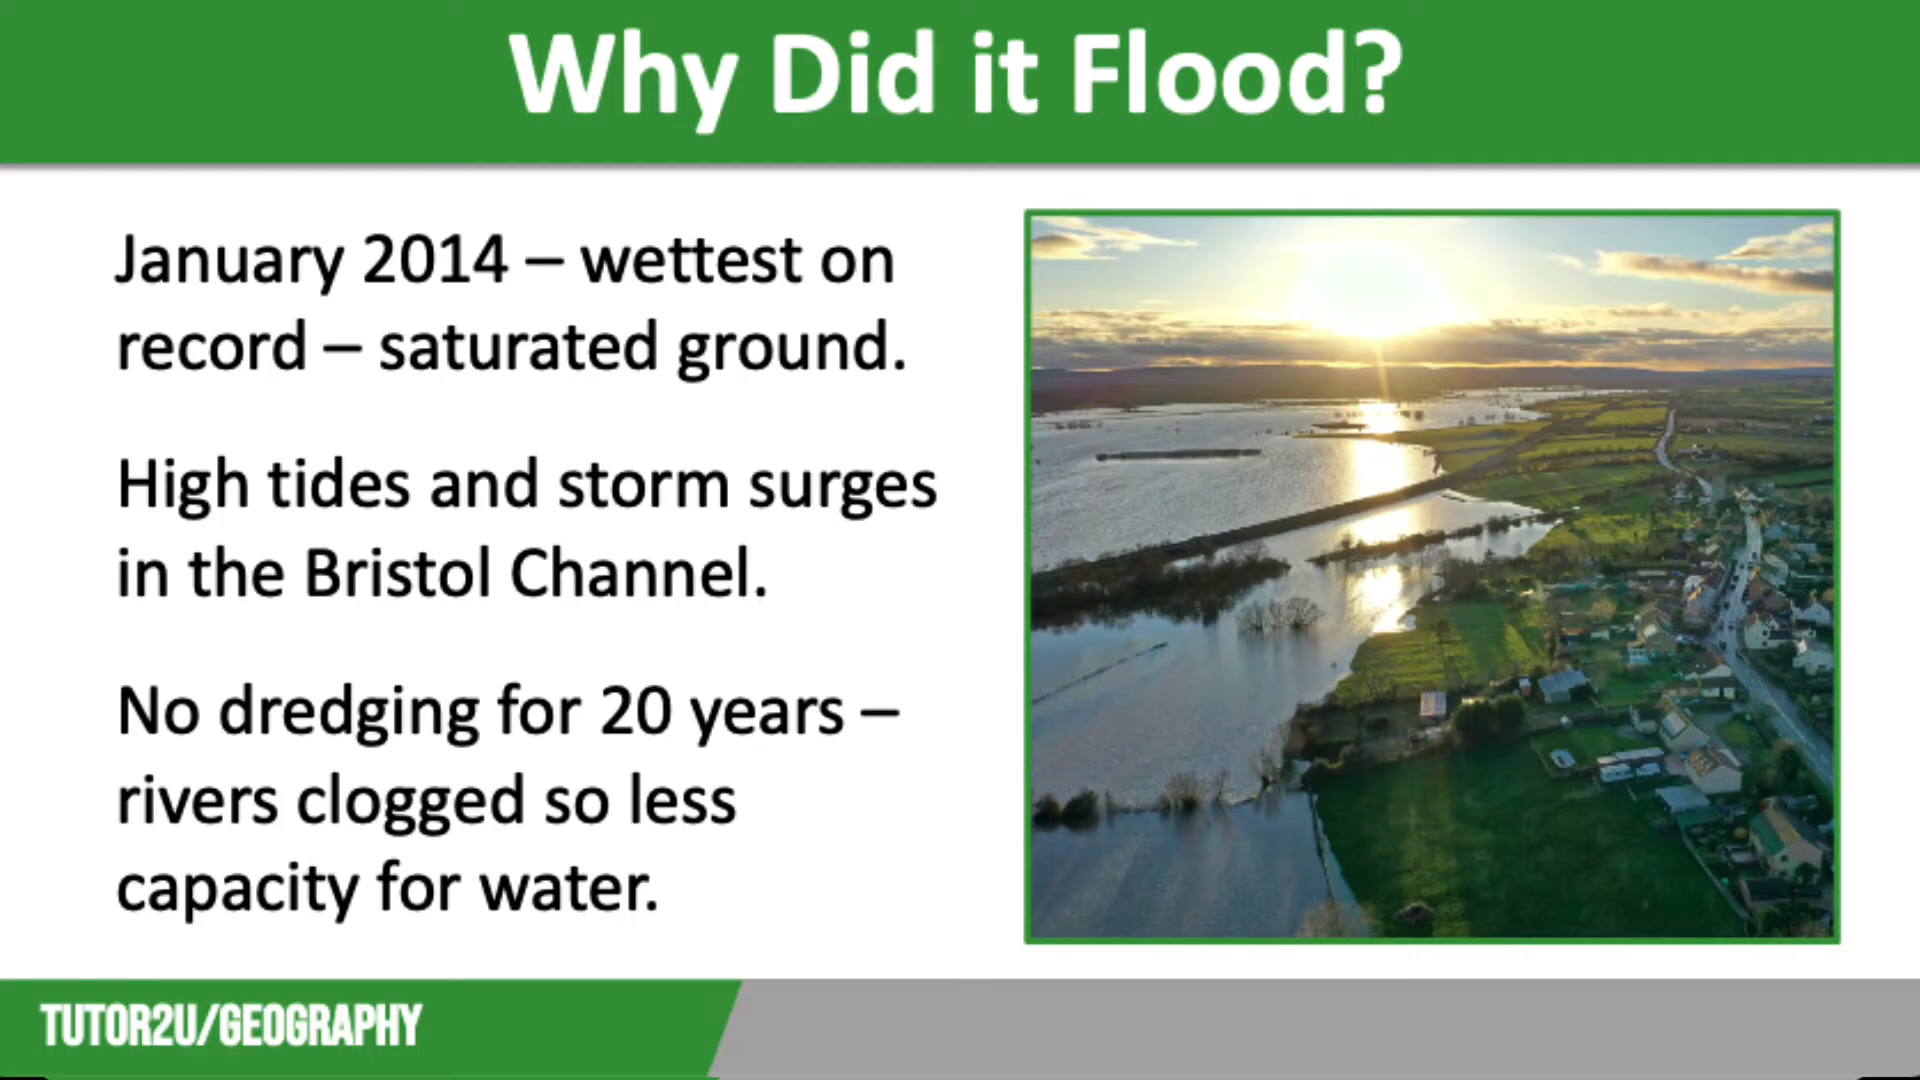 Why Did it Flood?
January 2014 – wettest on
record – saturated ground.
High tides and storm surges
in the Bristol Channel.
No dredging for 20 years –
rivers clogged so less
capacity for water.
TUTOR2U/GEOGRAPHY